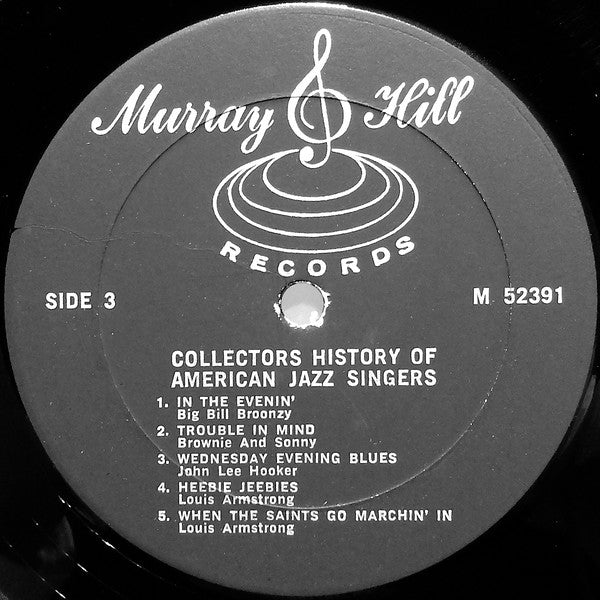 Murray Hill
RECORDS
SIDE 3
M 52391
COLLECTORS HISTORY OF
AMERICAN JAZZ SINGERS
1. IN THE EVENIN'
Big Bill Broonzy
2. TROUBLE IN MIND
Brownie And Sonny
3. WEDNESDAY EVENING BLUES
John Lee Hooker
4. HEEBIE JEEBIES
Louis Armstrong
5. WHEN THE SAINTS GO MARCHIN' IN
Louis Armstrong